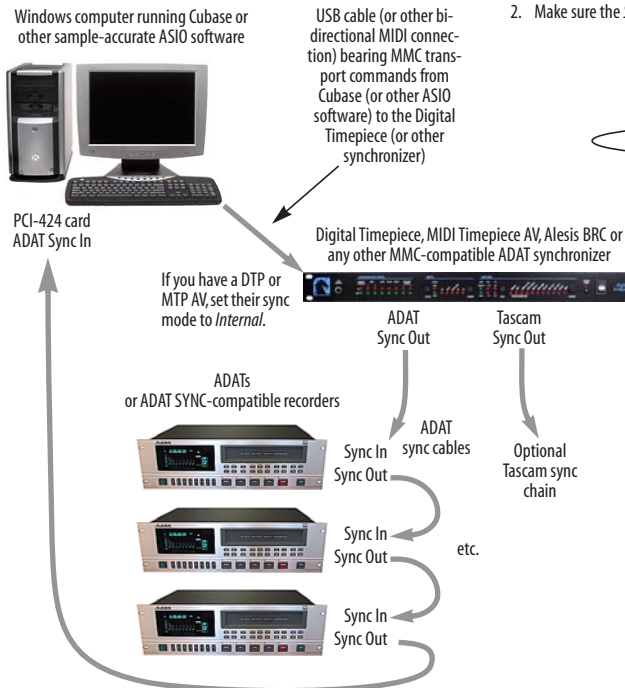 Windows computer running Cubase or
other sample-accurate ASIO software
USB cable (or other bi-
directional MIDI connec-
tion) bearing MMC trans-
port commands from
Cubase (or other ASIO
software) to the Digital
Timepiece (or other
synchronizer)
2. Make sure the
PCI-424 card
ADAT Sync In
If you have a DTP or
MTP AV, set their sync
mode to Internal.
Digital Timepiece, MIDI Timepiece AV, Alesis BRC or
any other MMC-compatible ADAT synchronizer
ADAT
Sync Out
Tascam
Sync Out
ADATs
or ADAT SYNC-compatible recorders
ADAT
sync cables
Optional
Tascam sync
chain
Sync In
Sync Out
Sync In
Sync Out
etc.
Sync In
Sync Out